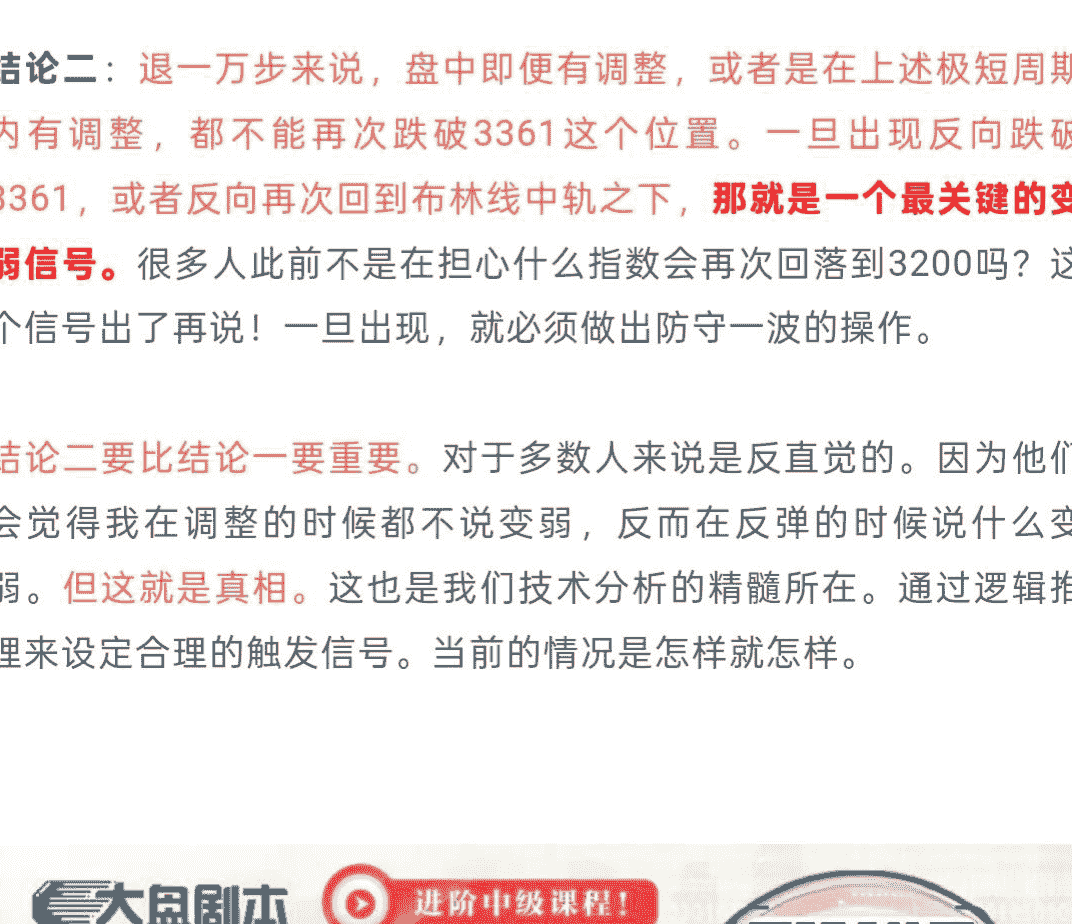 结论二：退一万步来说，盘中即便有调整，或者是在上述极短周期
内有调整，都不能再次跌破3361这个位置。一旦出现反向跌破
3361，或者反向再次回到布林线中轨之下，那就是一个最关键的变
弱信号。很多人此前不是在担心什么指数会再次回落到3200吗？这
个信号出了再说！一旦出现，就必须做出防守一波的操作。
结论二要比结论一要重要。对于多数人来说是反直觉的。因为他们
会觉得我在调整的时候都不说变弱，反而在反弹的时候说什么变
弱。但这就是真相。这也是我们技术分析的精髓所在。通过逻辑推
理来设定合理的触发信号。当前的情况是怎样就怎样。
大盘剧本
进阶中级课程！